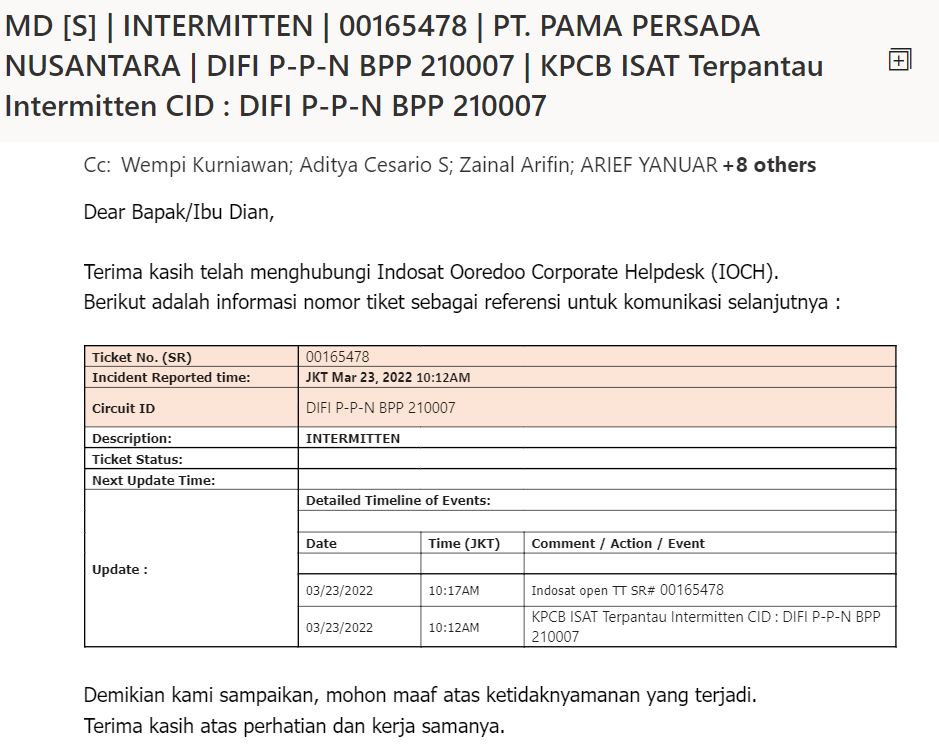 MD [S] | INTERMITTEN | 00165478 | PT. PAMA PERSADA
NUSANTARA | DIFI P-P-N BPP 210007 | KPCB ISAT Terpantau
Intermitten CID : DIFI P-P-N BPP 210007
Cc: Wempi Kurniawan; Aditya Cesario S; Zainal Arifin; ARIEF YANUAR +8 others
Dear Bapak/Ibu Dian,
Terima kasih telah menghubungi Indosat Ooredoo Corporate Helpdesk (IOCH).
Berikut adalah informasi nomor tiket sebagai referensi untuk komunikasi selanjutnya :
Ticket No. (SR) 00165478
Incident Reported time: JKT Mar 23, 2022 10:12AM
Circuit ID DIFI P-P-N BPP 210007
Description: INTERMITTEN
Ticket Status:
Next Update Time:
Update :
Detailed Timeline of Events:
Date Time (JKT) Comment / Action / Event
03/23/2022 10:17AM Indosat open TT SR# 00165478
03/23/2022 10:12AM KPCB ISAT Terpantau Intermitten CID : DIFI P-P-N BPP
210007
Demikian kami sampaikan, mohon maaf atas ketidaknyamanan yang terjadi.
Terima kasih atas perhatian dan kerja samanya.